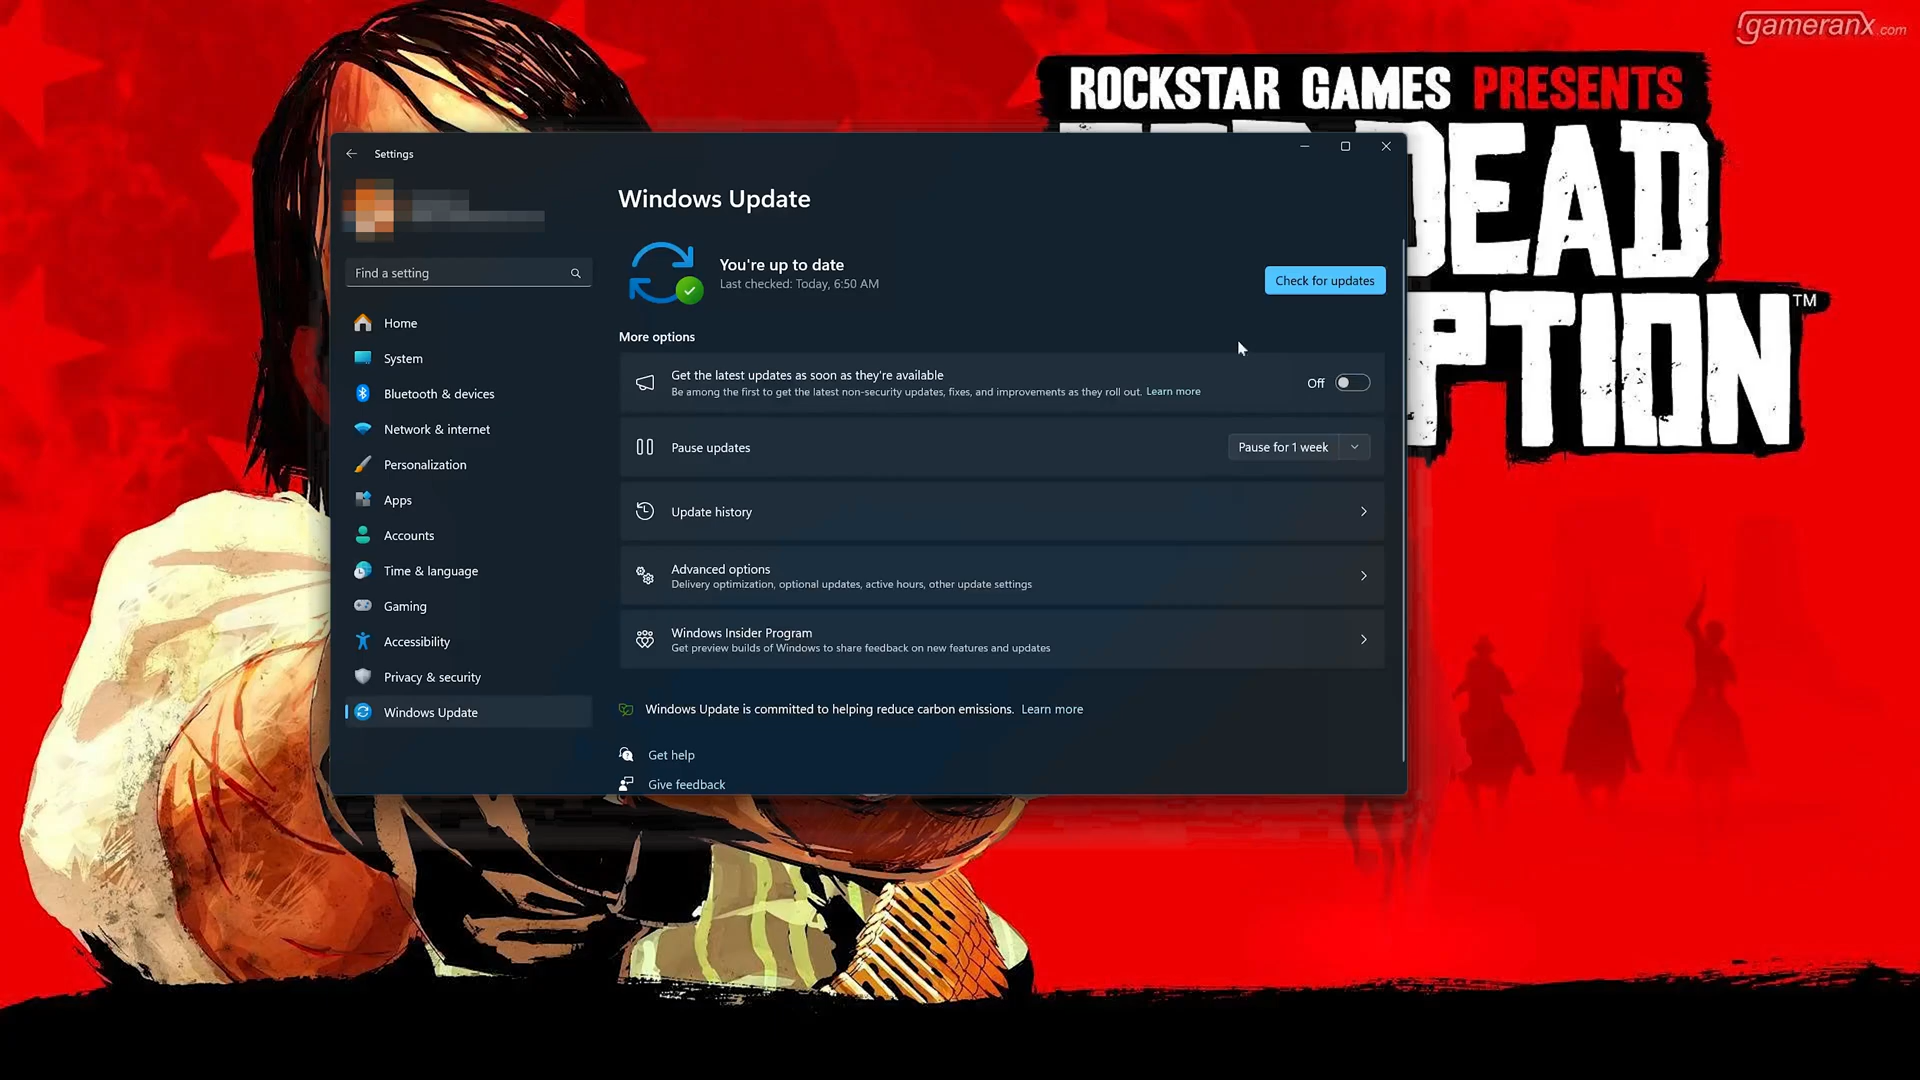 gameranx.com
ROCKSTAR GAMES PRESENTS
DEAD
PTION™
Settings
Find a setting
Home
System
Bluetooth & devices
Network & internet
Personalization
Apps
Accounts
Time & language
Gaming
Accessibility
Privacy & security
Windows Update
Windows Update
You're up to date
Last checked: Today, 6:50 AM
Check for updates
More options
Get the latest updates as soon as they're available
Be among the first to get the latest non-security updates, fixes, and improvements as they roll out. Learn more
Off
Pause updates
Pause for 1 week
Update history
Advanced options
Delivery optimization, optional updates, active hours, other update settings
Windows Insider Program
Get preview builds of Windows to share feedback on new features and updates
Windows Update is committed to helping reduce carbon emissions. Learn more
Get help
Give feedback